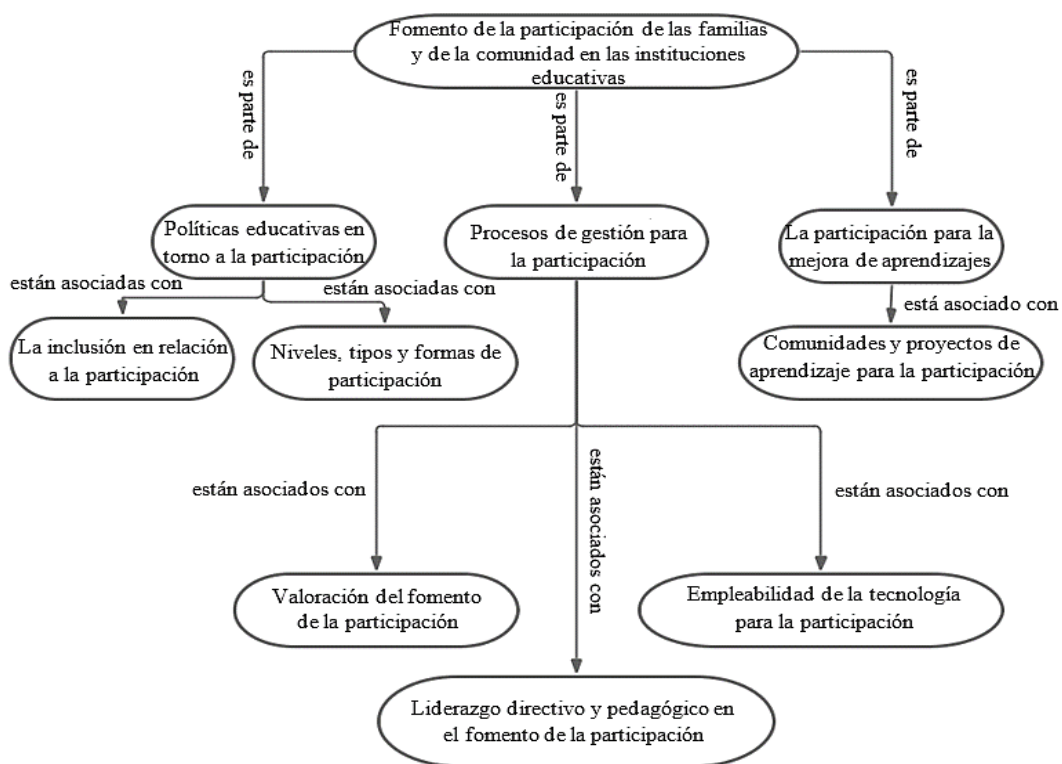 Fomento de la participación de las familias
y de la comunidad en las instituciones
educativas
es parte de
es parte de
es parte de
Políticas educativas en
torno a la participación
Procesos de gestión para
la participación
La participación para la
mejora de aprendizajes
están asociadas con
están asociadas con
está asociado con
La inclusión en relación
a la participación
Niveles, tipos y formas de
participación
Comunidades y proyectos de
aprendizaje para la participación
están asociados con
están asociados con
están asociados con
Valoración del fomento
de la participación
Empleabilidad de la tecnología
para la participación
Liderazgo directivo y pedagógico en
el fomento de la participación